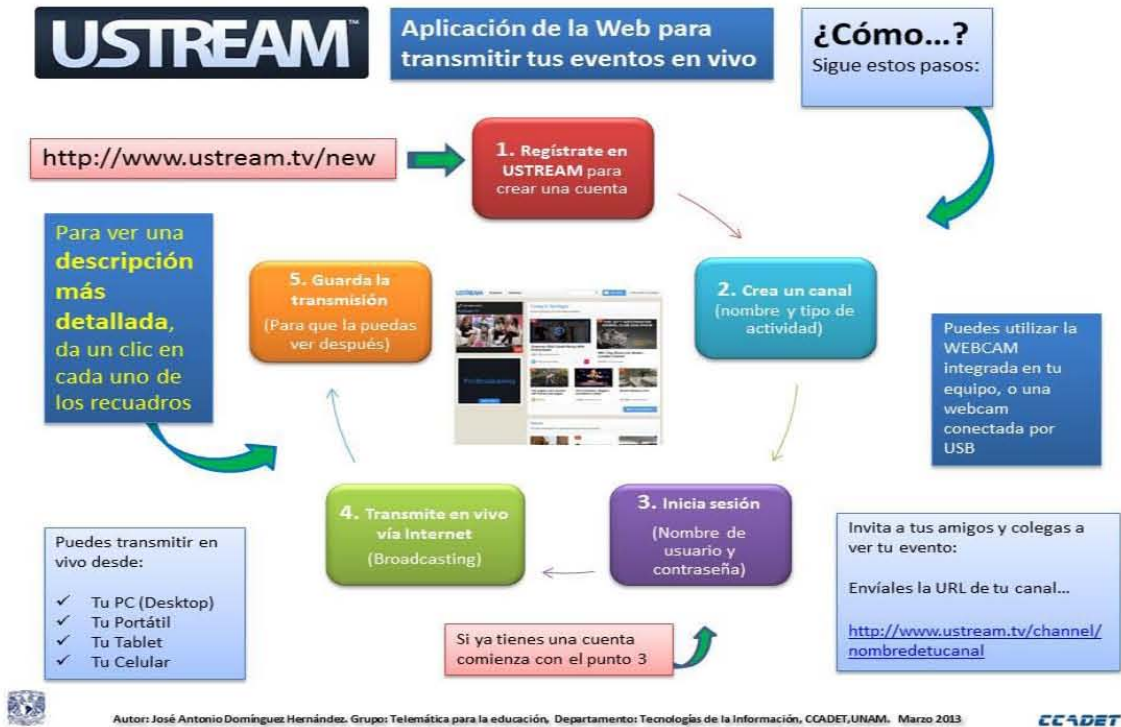 USTREAM™
Aplicación de la Web para
transmitir tus eventos en vivo
¿Cómo...?
Sigue estos pasos:
http://www.ustream.tv/new
1. Regístrate en
USTREAM para
crear una cuenta
Para ver una
descripción
más
detallada,
da un clic en
cada uno de
los recuadros
5. Guarda la
transmisión
(Para que la puedas
ver después)
2. Crea un canal
(nombre y tipo de
actividad)
Puedes utilizar la
WEBCAM
integrada en tu
equipo, o una
webcam
conectada por
USB
4. Transmite en vivo
vía Internet
(Broadcasting)
3. Inicia sesión
(Nombre de
usuario y
contraseña)
Puedes transmitir en
vivo desde:
✓ Tu PC (Desktop)
✓ Tu Portátil
✓ Tu Tablet
✓ Tu Celular
Si ya tienes una cuenta
comienza con el punto 3
Invita a tus amigos y colegas a
ver tu evento:
Envíales la URL de tu canal...
http://www.ustream.tv/channel/
nombredetucanal
Autor: José Antonio Domínguez Hernández. Grupo: Telemática para la educación, Departamento: Tecnologías de la Información, CCADET,UNAM. Marzo 2013
CCADET